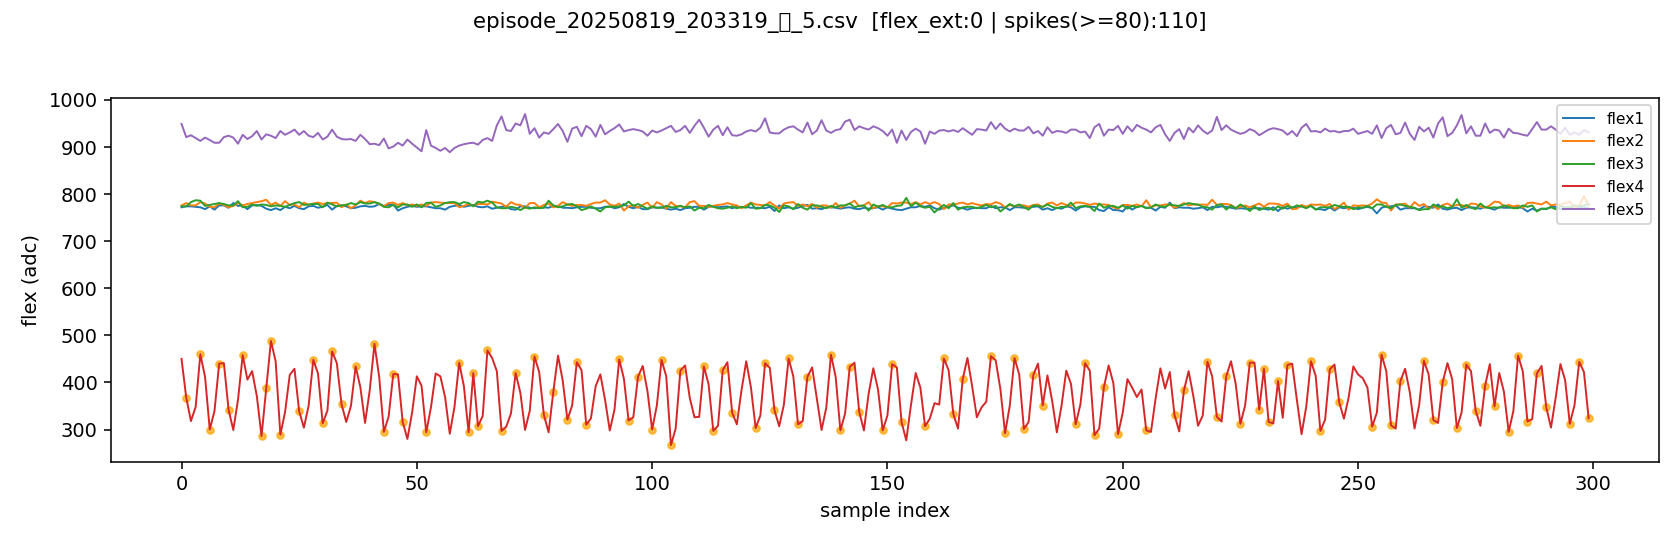 episode_20250819_203319_▯_5.csv [flex_ext:0 | spikes(>=80):110]
1000
900
800
700
600
500
400
300
flex (adc)
flex1
flex2
flex3
flex4
flex5
0 50 100 150 200 250 300
sample index